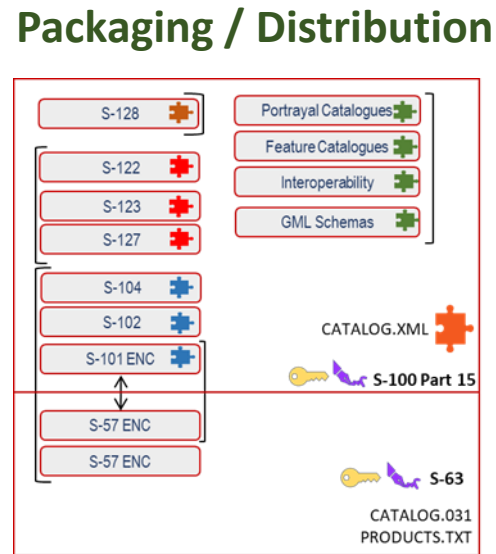 Packaging / Distribution
S-128
S-122
S-123
S-127
S-104
S-102
S-101 ENC
S-57 ENC
S-57 ENC
Portrayal Catalogues
Feature Catalogues
Interoperability
GML Schemas
CATALOG.XML
S-100 Part 15
S-63
CATALOG.031
PRODUCTS.TXT